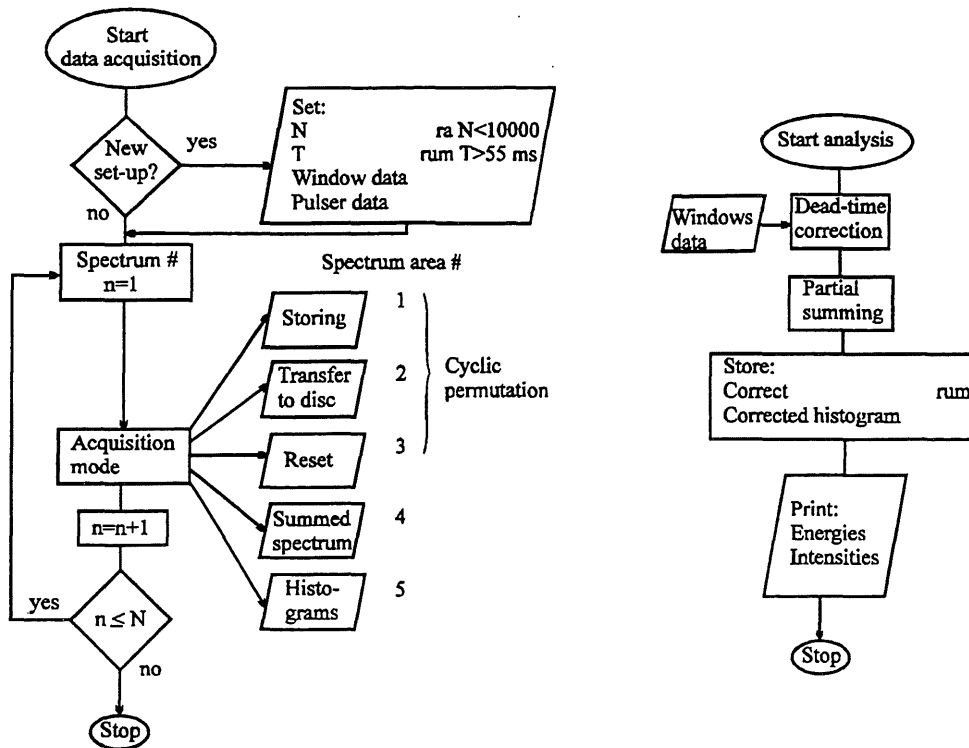 Start
data acquisition
New
set-up?
yes
no
Set:
N ra N<10000
T rum T>55 ms
Window data
Pulser data
Spectrum #
n=1
Spectrum area #
Storing
1
Transfer
to disc
2
Reset
3
Cyclic
permutation
Summed
spectrum
4
Histo-
grams
5
Acquisition
mode
n=n+1
yes
n ≤ N
no
Stop
Start analysis
Windows
data
Dead-time
correction
Partial
summing
Store:
Correct rum
Corrected histogram
Print:
Energies
Intensities
Stop